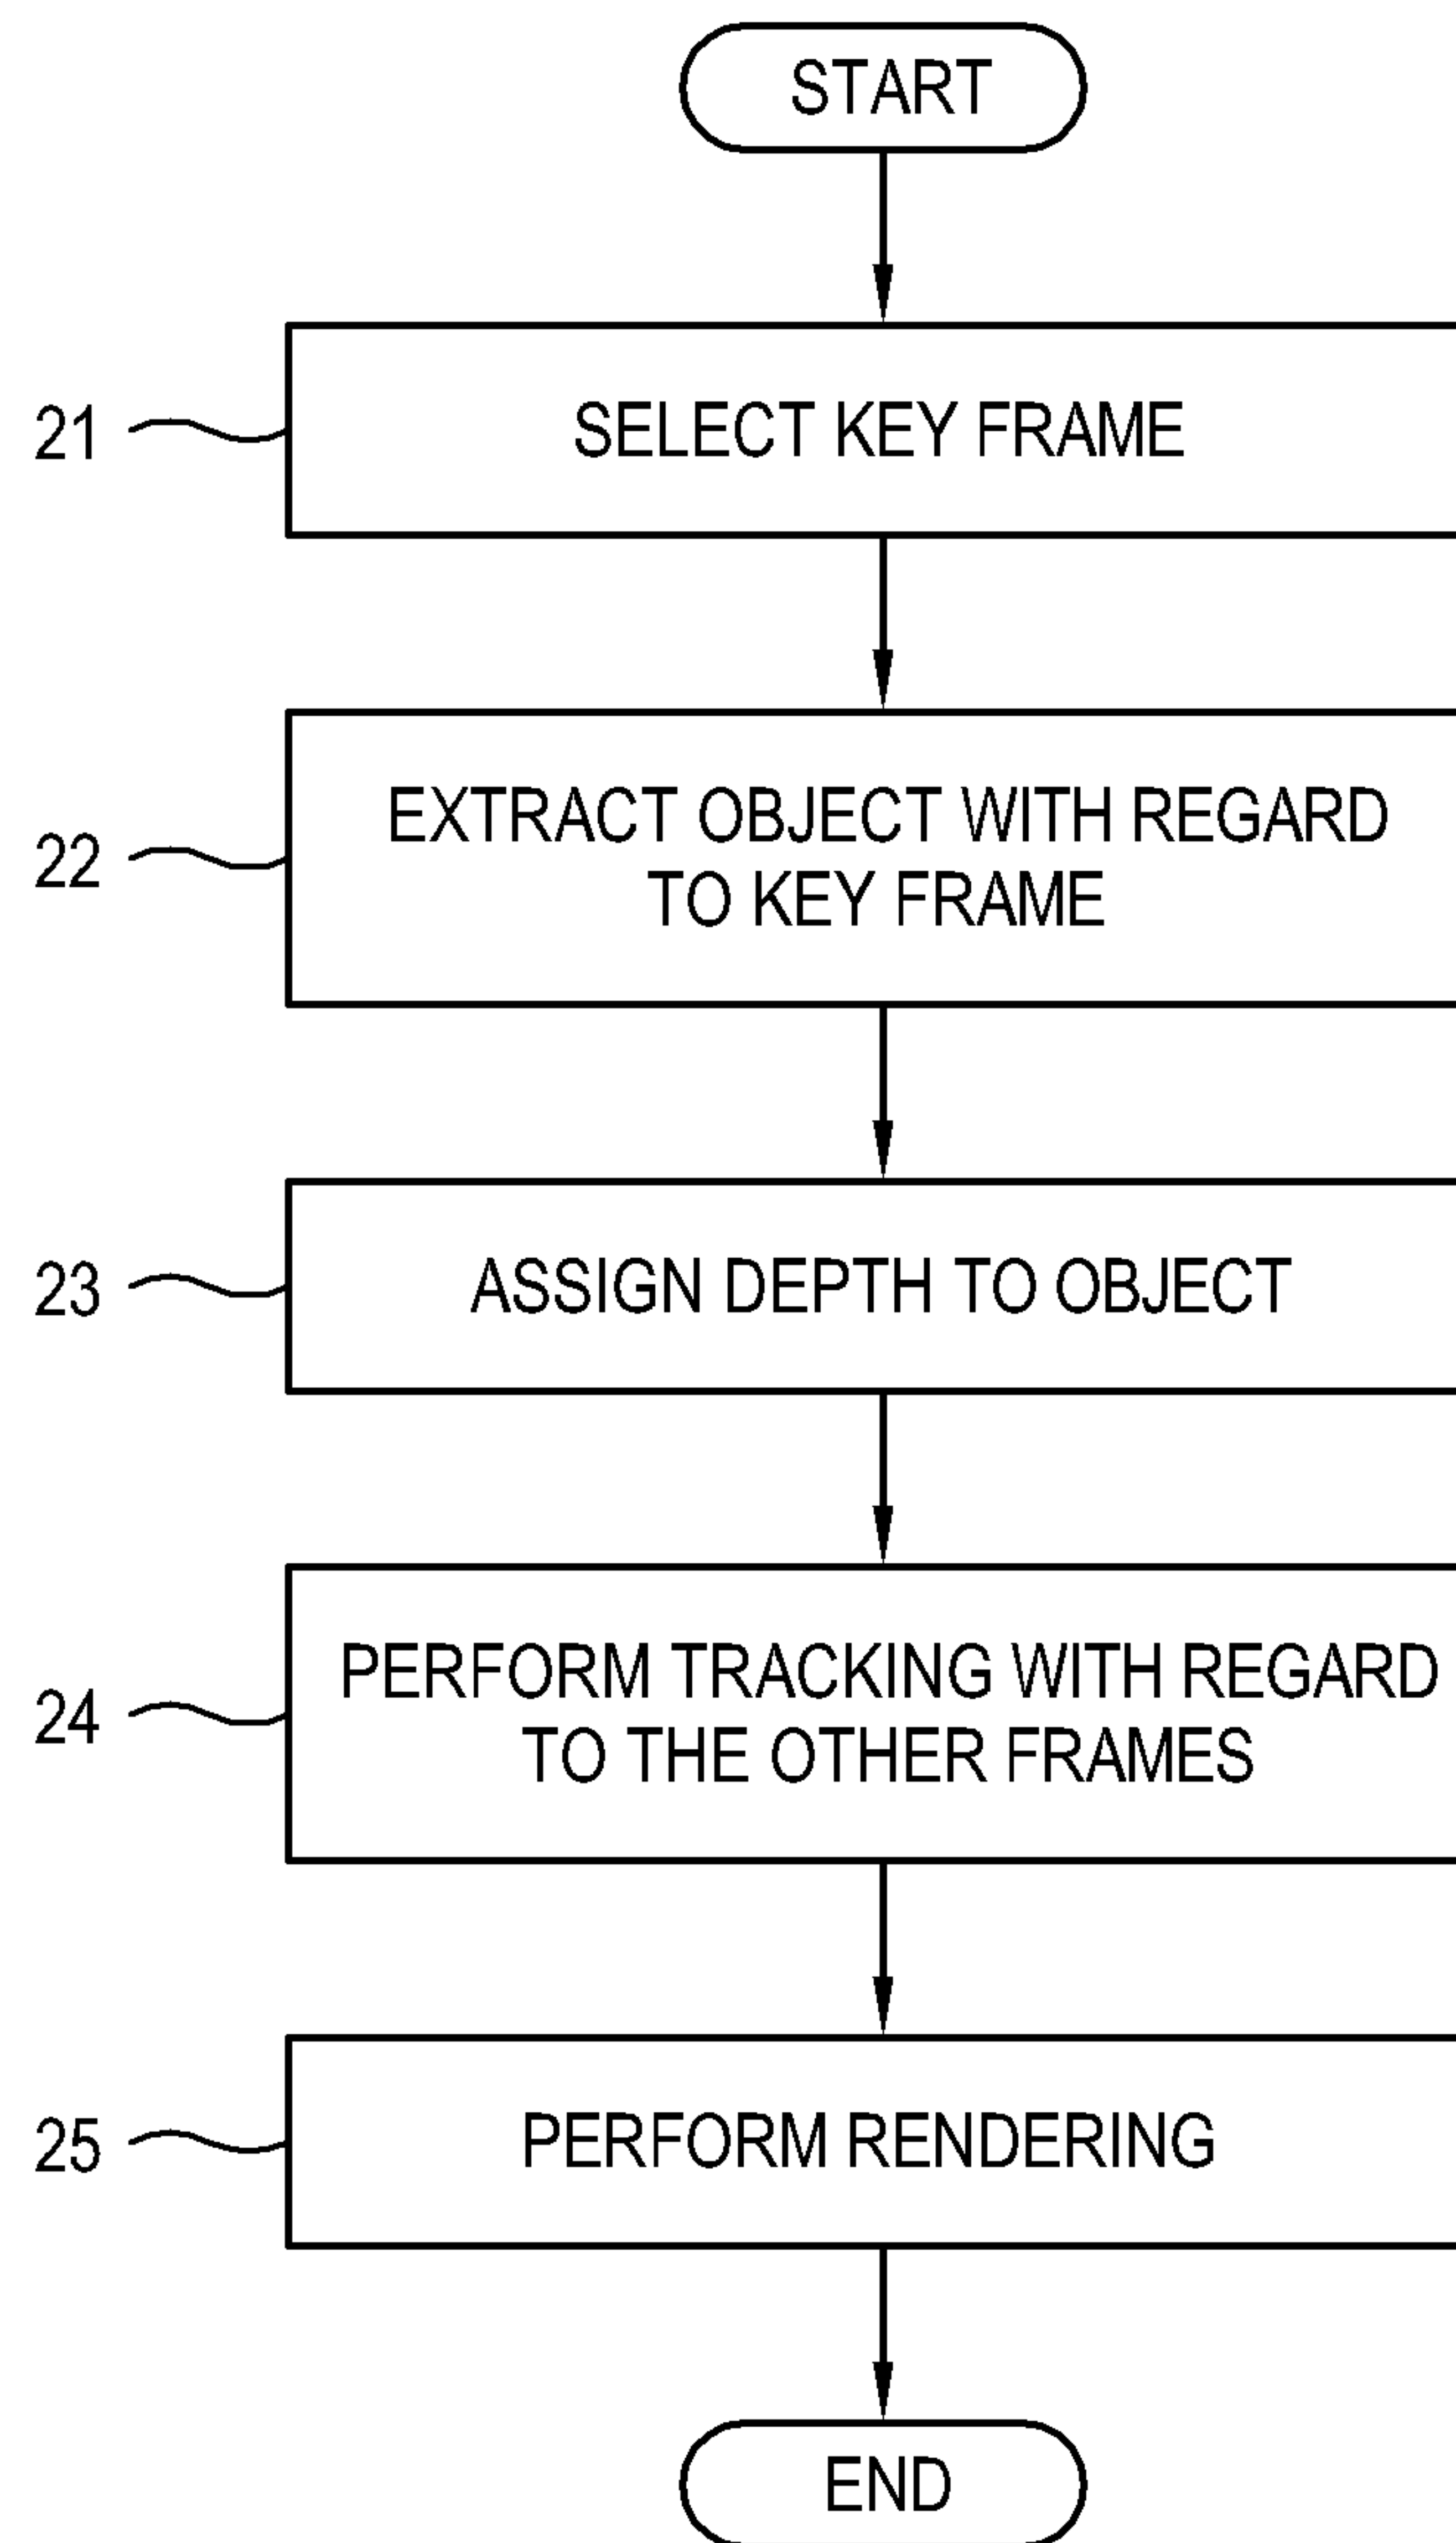 START
21
SELECT KEY FRAME
22
EXTRACT OBJECT WITH REGARD
TO KEY FRAME
23
ASSIGN DEPTH TO OBJECT
24
PERFORM TRACKING WITH REGARD
TO THE OTHER FRAMES
25
PERFORM RENDERING
END